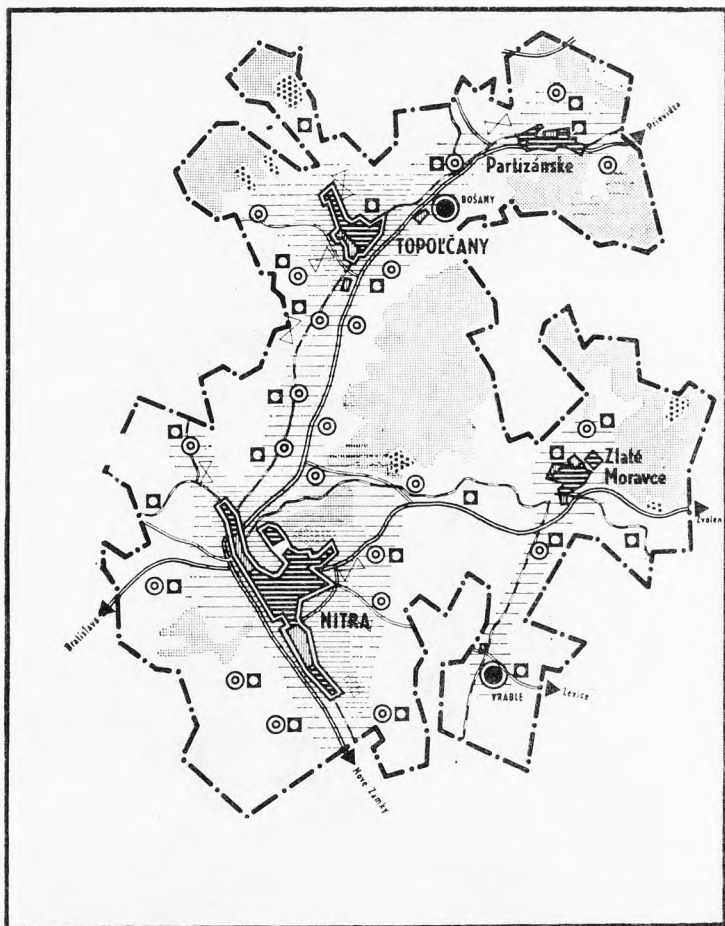 Prievidza
Partizánske
BOŠANY
TOPOĽČANY
Zlaté
Moravce
Zvolen
NITRA
Bratislava
VRÁBLE
Levice
Nové Zámky